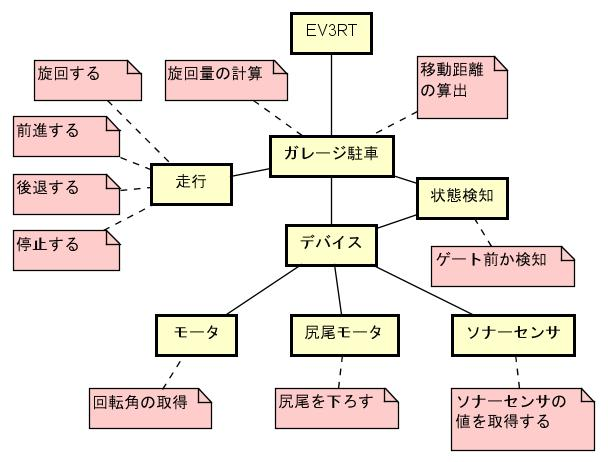 EV3RT
旋回する
旋回量の計算
移動距離
の算出
前進する
ガレージ駐車
走行
後退する
状態検知
停止する
デバイス
ゲート前か検知
モータ
尻尾モータ
ソナーセンサ
回転角の取得
尻尾を下ろす
ソナーセンサの
値を取得する